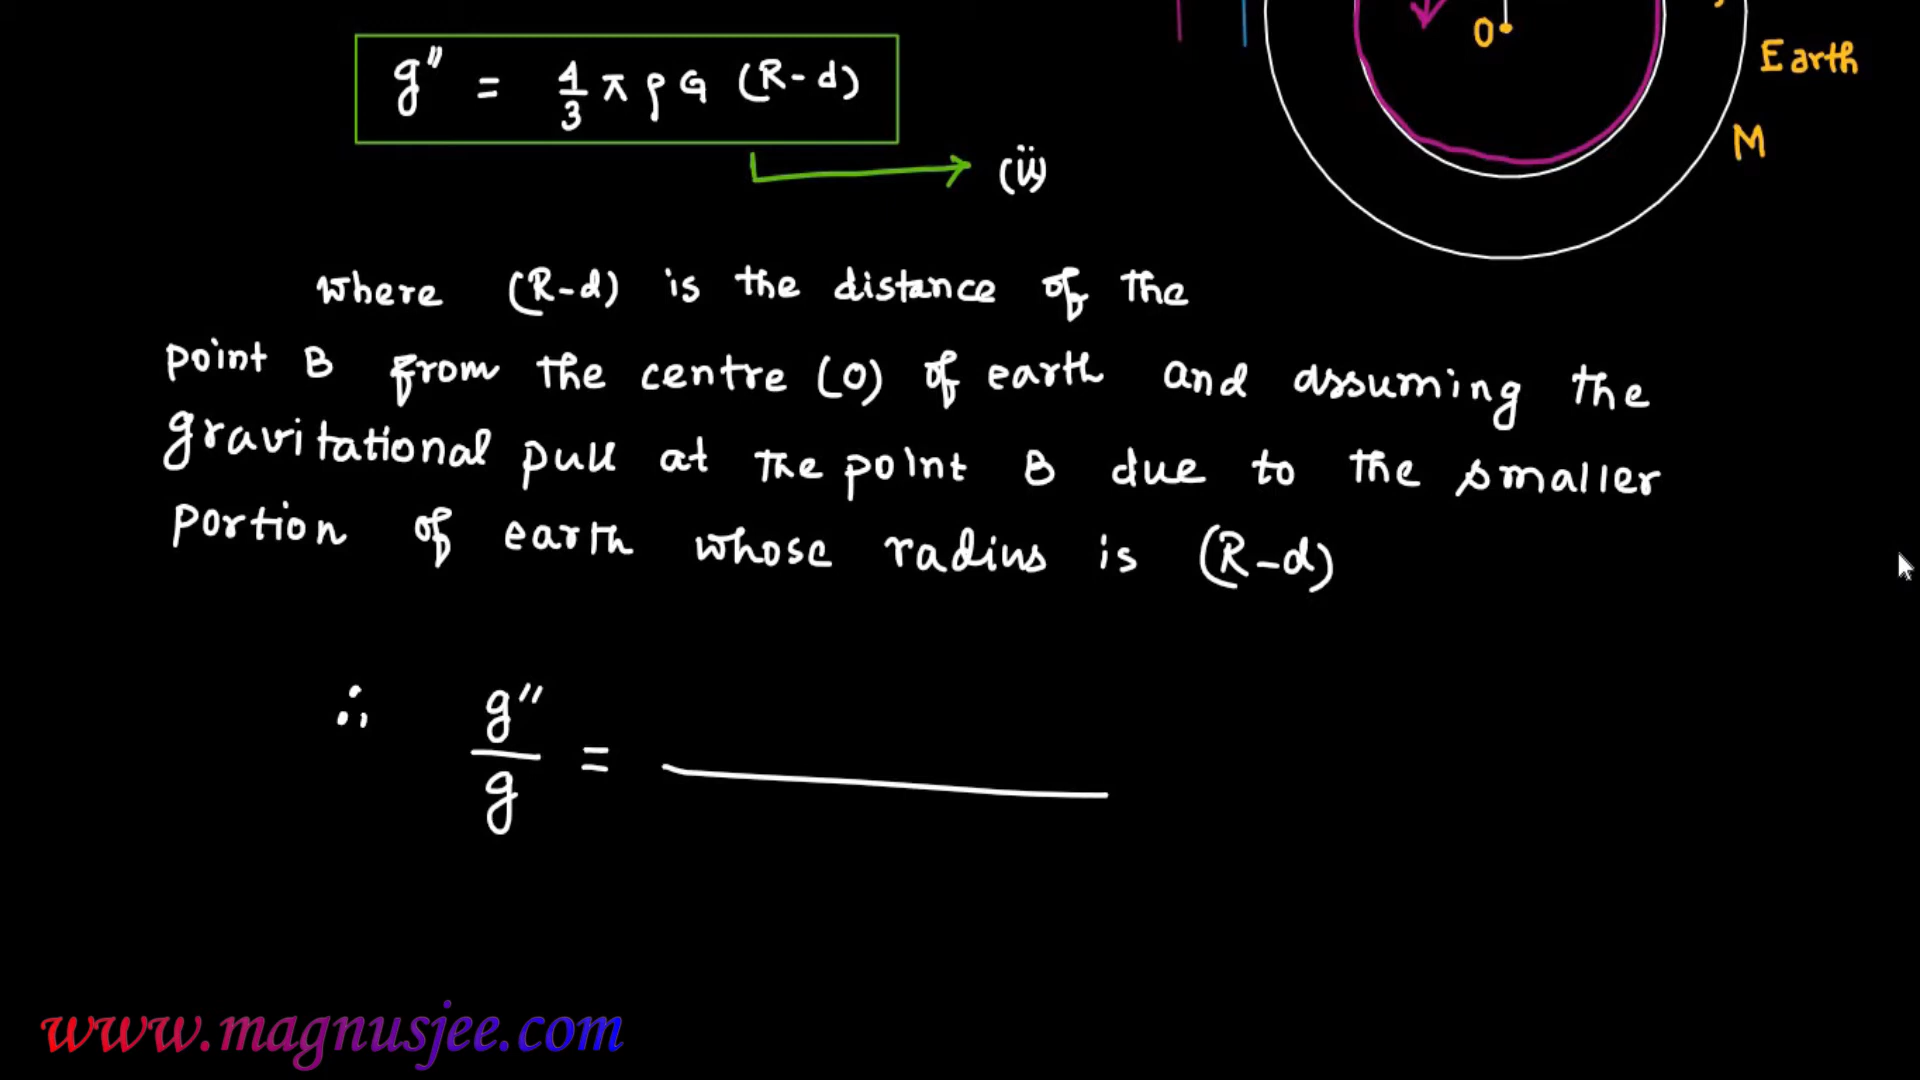 g'' = 4/3 π ρ G (R-d)
O
Earth
M
(ii)
where (R-d) is the distance of the
point B from the centre (O) of earth and assuming the
gravitational pull at the point B due to the smaller
portion of earth whose radius is (R-d)
∴ g''/g =
www.magnusjee.com